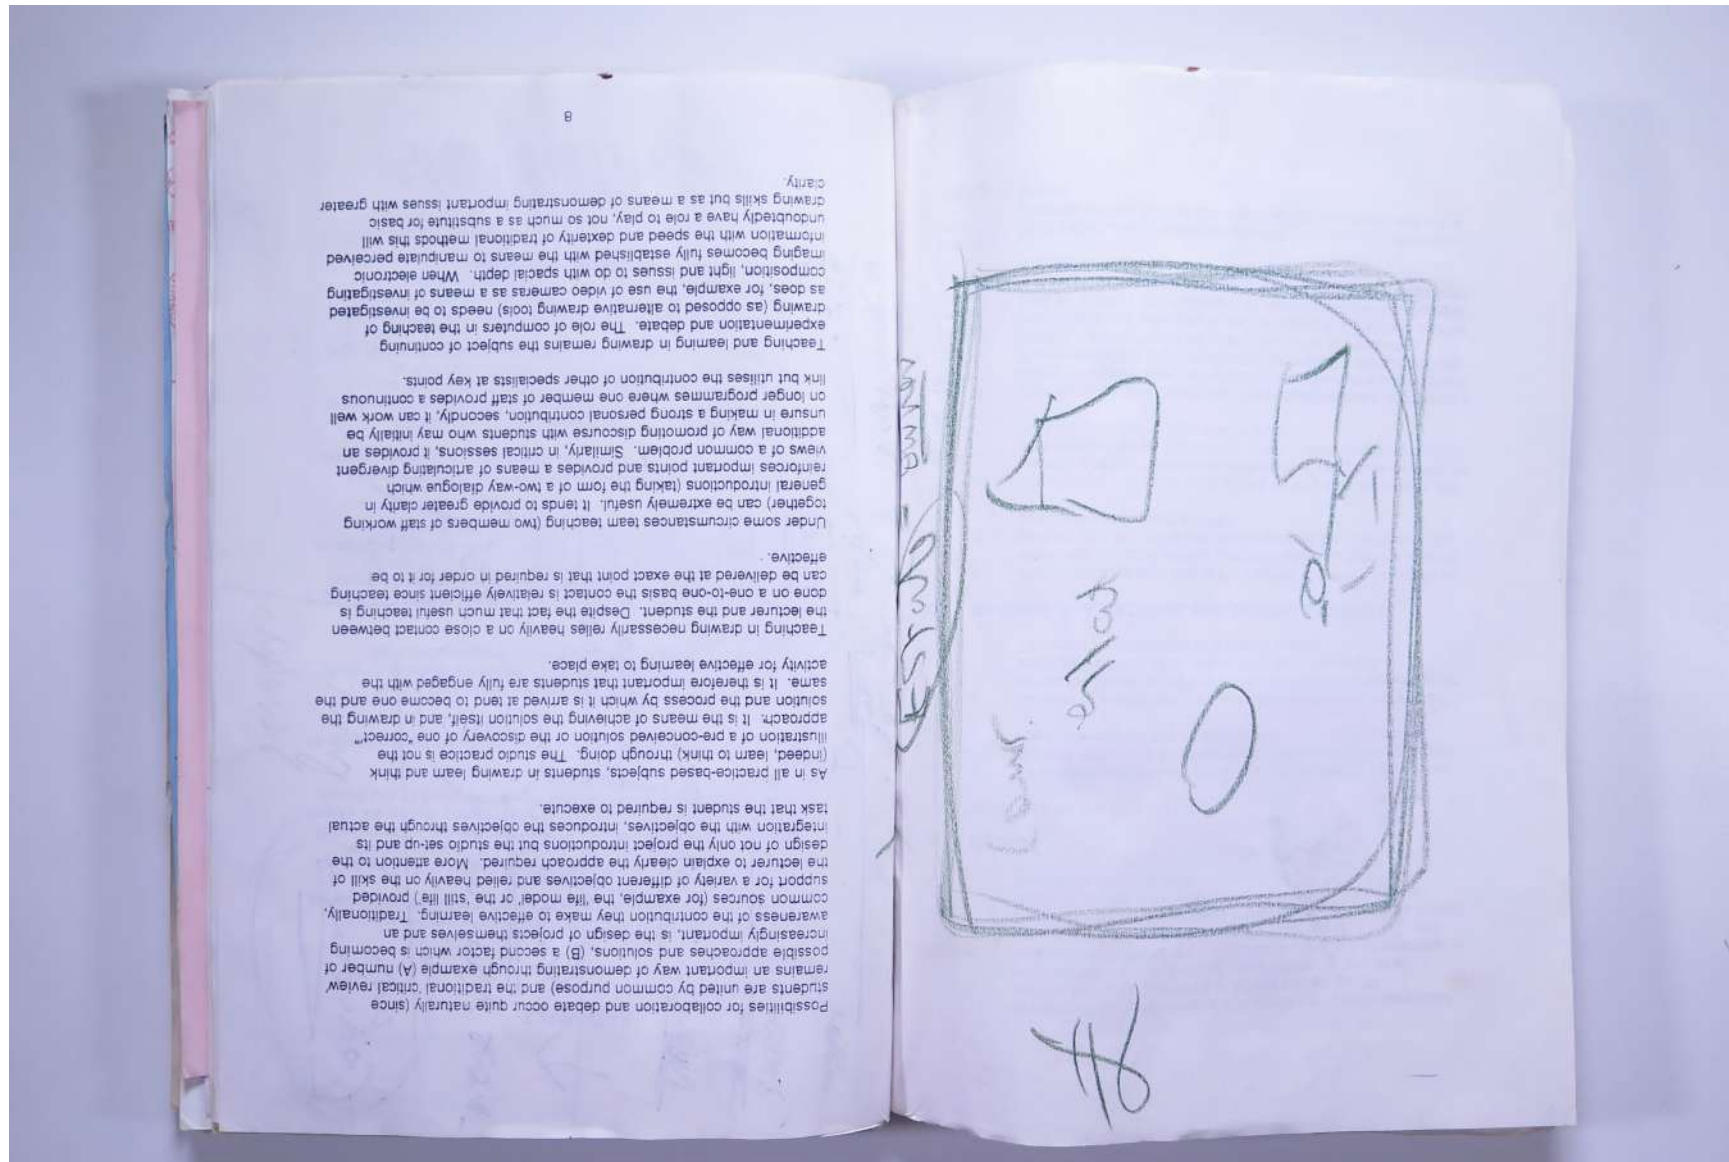 Possibilities for collaboration and debate occur quite naturally (since
students are united by common purpose) and the traditional 'critical review'
remains an important way of demonstrating through example (A) number of
possible approaches and solutions, (B) a second factor which is becoming
increasingly important, is the design of projects themselves and an
awareness of the contribution they make to effective learning. Traditionally,
common sources (for example, the 'life model' or the 'still life') provided
support for a variety of different objectives and relied heavily on the skill of
the lecturer to explain clearly the approach required. More attention to the
design of not only the project introductions but the studio set-up and its
integration with the objectives, introduces the objectives through the actual
task that the student is required to execute.
As in all practice-based subjects, students in drawing learn and think
(indeed, learn to think) through doing. The studio practice is not the
illustration of a pre-conceived solution or the discovery of one "correct"
approach. It is the means of achieving the solution itself, and in drawing the
solution and the process by which it is arrived at tend to become one and the
same. It is therefore important that students are fully engaged with the
activity for effective learning to take place.
Teaching in drawing necessarily relies heavily on a close contact between
the lecturer and the student. Despite the fact that much useful teaching is
done on a one-to-one basis the contact is relatively efficient since teaching
can be delivered at the exact point that is required in order for it to be
effective.
Under some circumstances team teaching (two members of staff working
together) can be extremely useful. It tends to provide greater clarity in
general introductions (taking the form of a two-way dialogue which
reinforces important points and provides a means of articulating divergent
views of a common problem. Similarly, in critical sessions, it provides an
additional way of promoting discourse with students who may initially be
unsure in making a strong personal contribution, secondly, it can work well
on longer programmes where one member of staff provides a continuous
link but utilises the contribution of other specialists at key points.
Teaching and learning in drawing remains the subject of continuing
experimentation and debate. The role of computers in the teaching of
drawing (as opposed to alternative drawing tools) needs to be investigated
as does, for example, the use of video cameras as a means of investigating
composition, light and issues to do with spacial depth. When electronic
imaging becomes fully established with the means to manipulate perceived
information with the speed and dexterity of traditional methods this will
undoubtedly have a role to play, not so much as a substitute for basic
drawing skills but as a means of demonstrating important issues with greater
clarity.
8